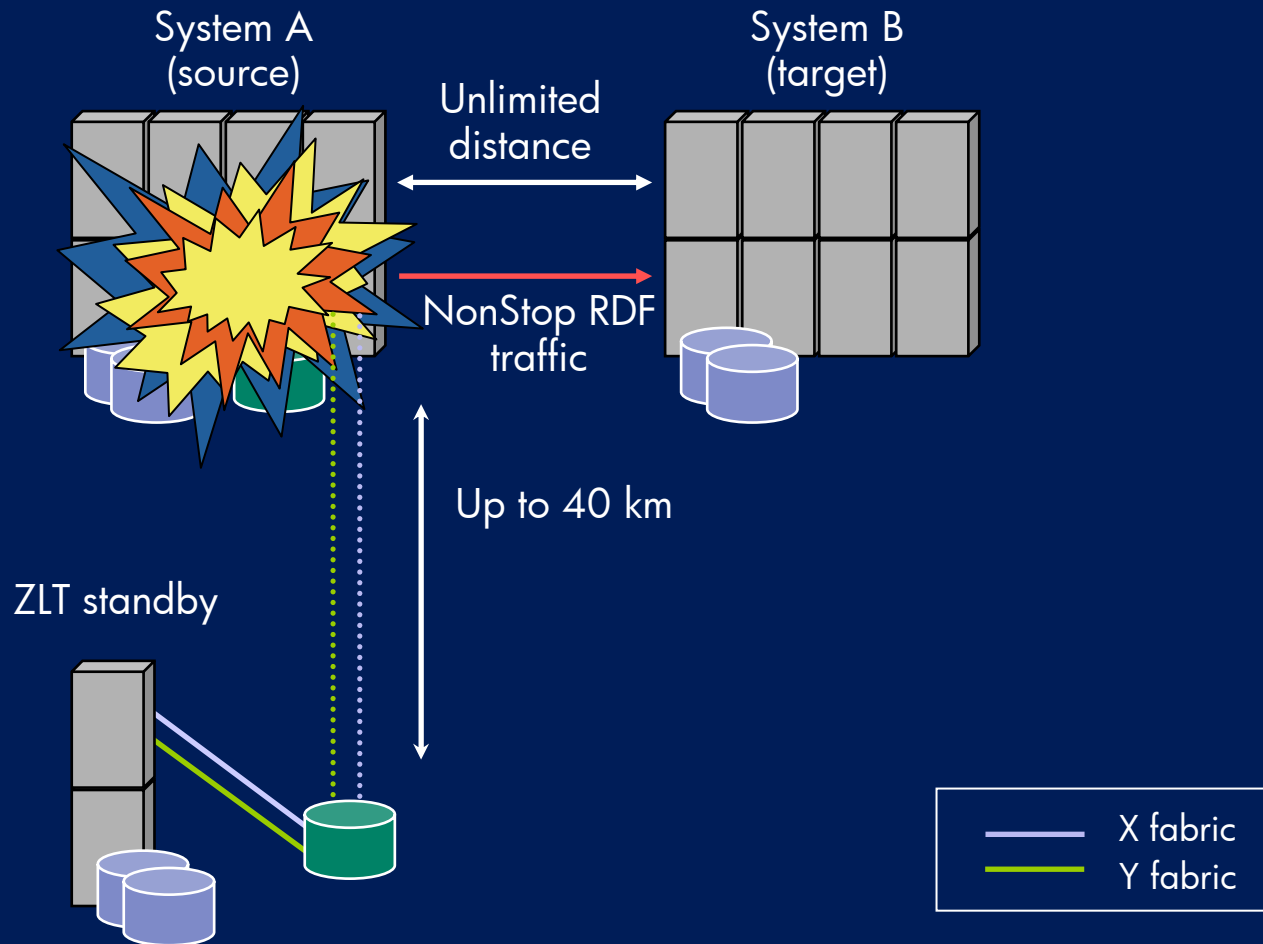 System A
(source)
System B
(target)
Unlimited
distance
NonStop RDF
traffic
Up to 40 km
ZLT standby
X fabric
Y fabric